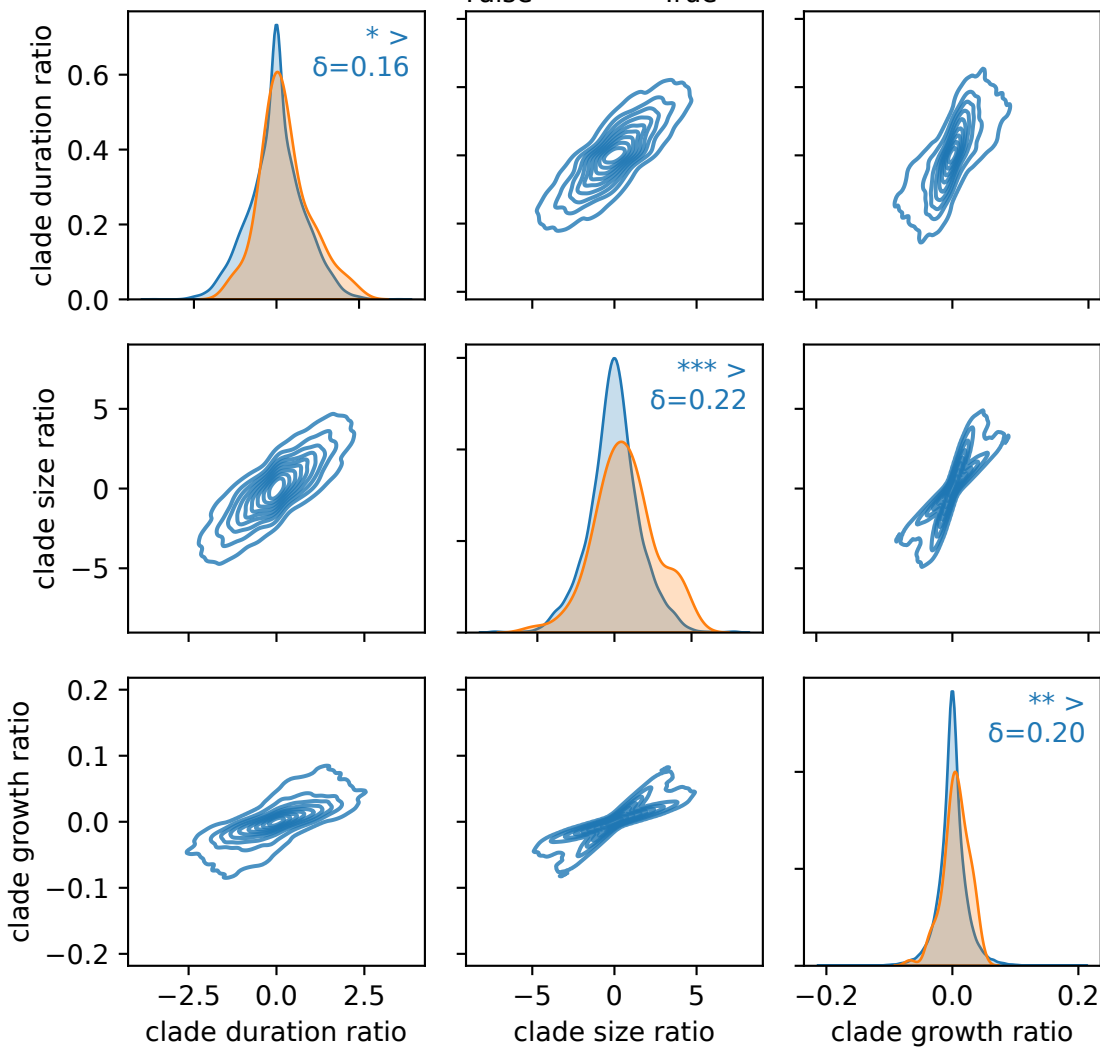 clade duration ratio
0.6
0.4
0.2
0.0
* >
δ=0.16
clade size ratio
5
0
−5
*** >
δ=0.22
clade growth ratio
0.2
0.1
0.0
−0.1
−0.2
** >
δ=0.20
−2.5 0.0 2.5
−5 0 5
−0.2 0.0 0.2
clade duration ratio
clade size ratio
clade growth ratio